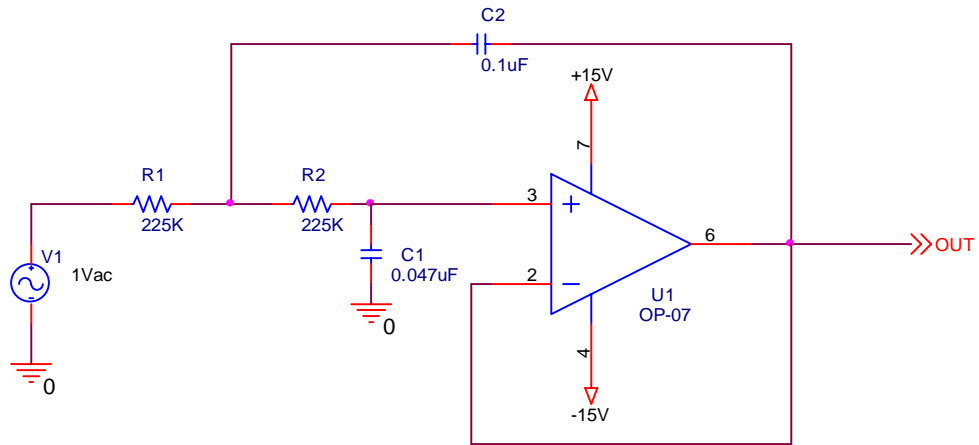 C2
0.1uF
+15V
7
R1
R2
3
+
225K
225K
6
OUT
V1
C1
1Vac
0.047uF
2
U1
OP-07
0
4
0
-15V